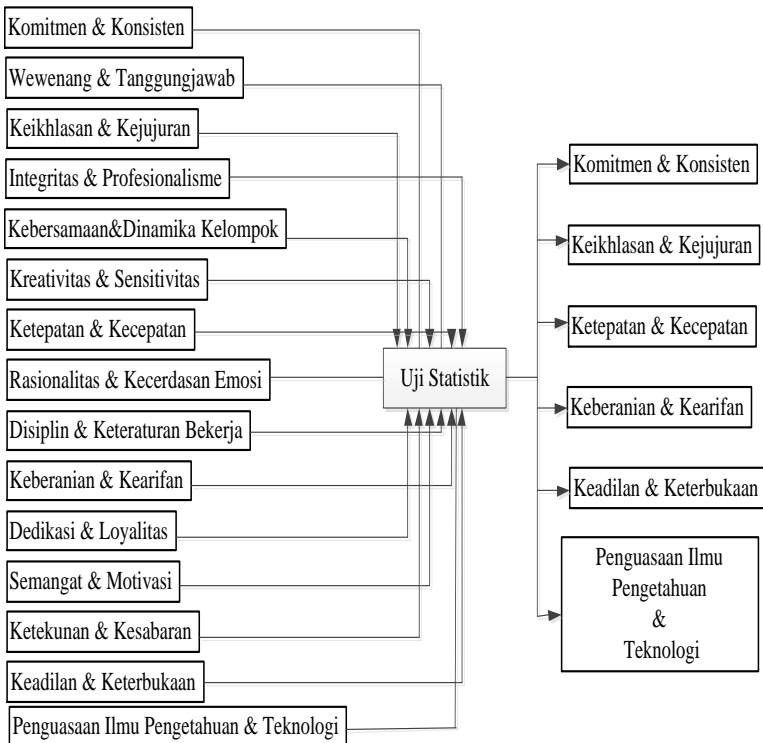 Komitmen & Konsisten
Wewenang & Tanggungjawab
Keikhlasan & Kejujuran
Integritas & Profesionalisme
Kebersamaan&Dinamika Kelompok
Kreativitas & Sensitivitas
Ketepatan & Kecepatan
Rasionalitas & Kecerdasan Emosi
Disiplin & Keteraturan Bekerja
Keberanian & Kearifan
Dedikasi & Loyalitas
Semangat & Motivasi
Ketekunan & Kesabaran
Keadilan & Keterbukaan
Penguasaan Ilmu Pengetahuan & Teknologi
Uji Statistik
Komitmen & Konsisten
Keikhlasan & Kejujuran
Ketepatan & Kecepatan
Keberanian & Kearifan
Keadilan & Keterbukaan
Penguasaan Ilmu
Pengetahuan
&
Teknologi